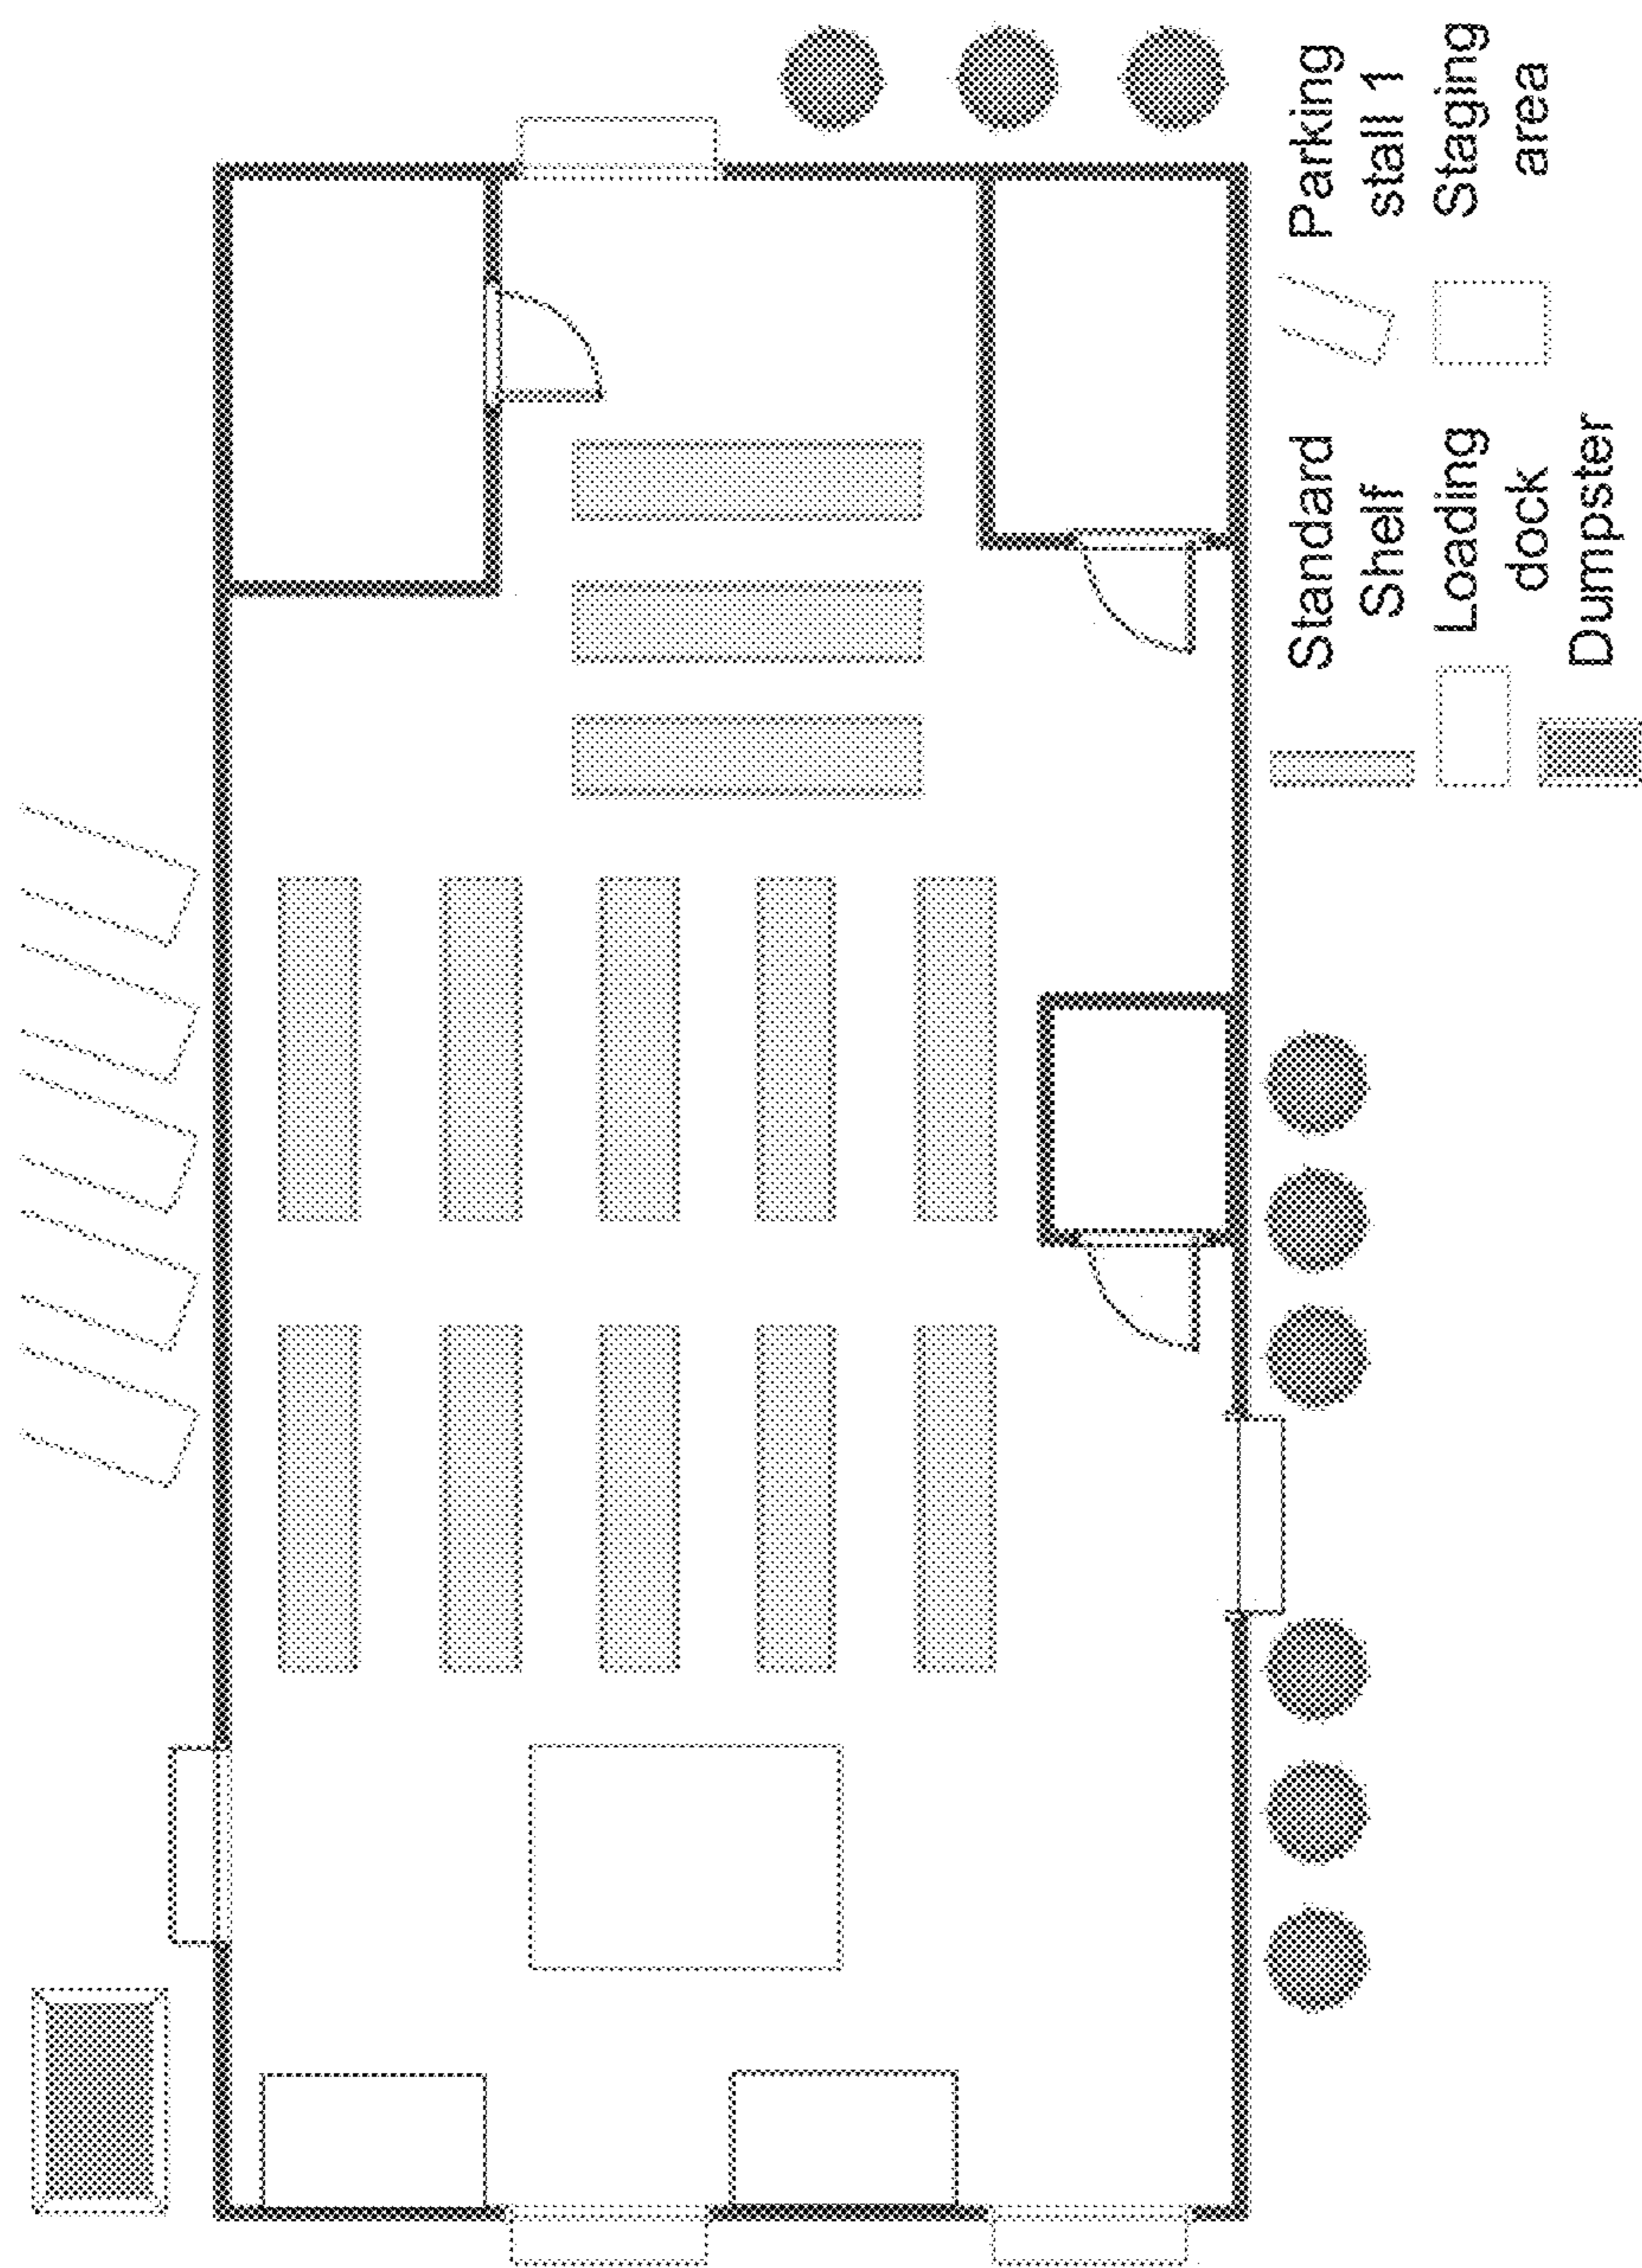 Standard
Shelf
Parking
stall 1
Loading
dock
Staging
area
Dumpster